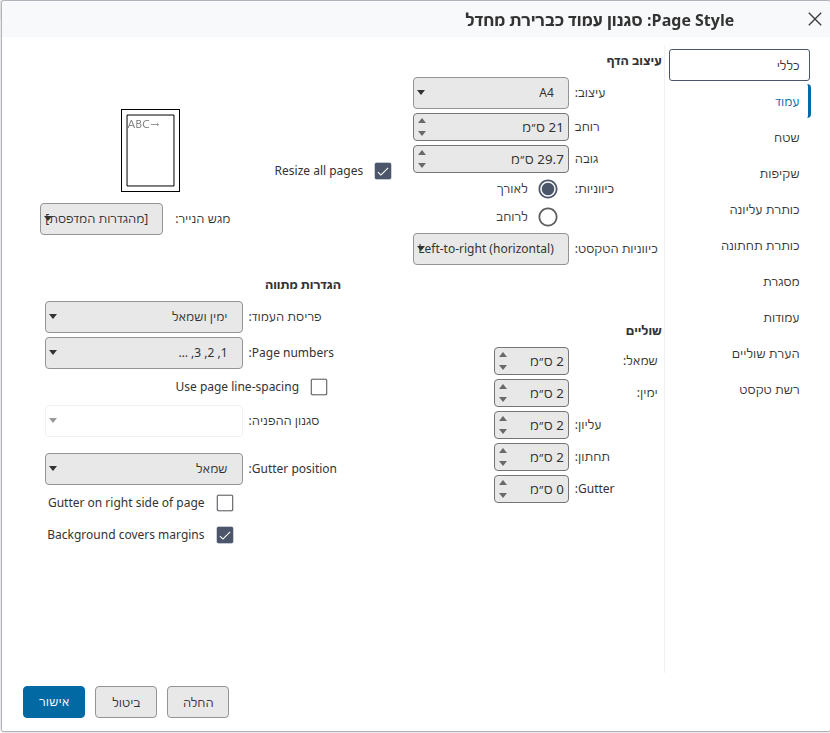 Page Style: סגנון עמוד כברירת מחדל
כללי
עמוד
שטח
שקיפות
כותרת עליונה
כותרת תחתונה
מסגרת
עמודות
הערת שוליים
רשת טקסט
עיצוב הדף
עיצוב: A4
רוחב 21 ס״מ
גובה 29.7 ס״מ
כיווניות: לאורך
לרוחב
כיווניות הטקסט: Left-to-right (horizontal)
ABC→
Resize all pages
מגש הנייר: [מהגדרות המדפסת]
שוליים
שמאל: 2 ס״מ
ימין: 2 ס״מ
עליון: 2 ס״מ
תחתון: 2 ס״מ
Gutter: 0 ס״מ
הגדרות מתווה
פריסת העמוד: ימין ושמאל
Page numbers: 1, 2, 3, ...
Use page line-spacing
סגנון ההפניה:
Gutter position: שמאל
Gutter on right side of page
Background covers margins
החלה
ביטול
אישור